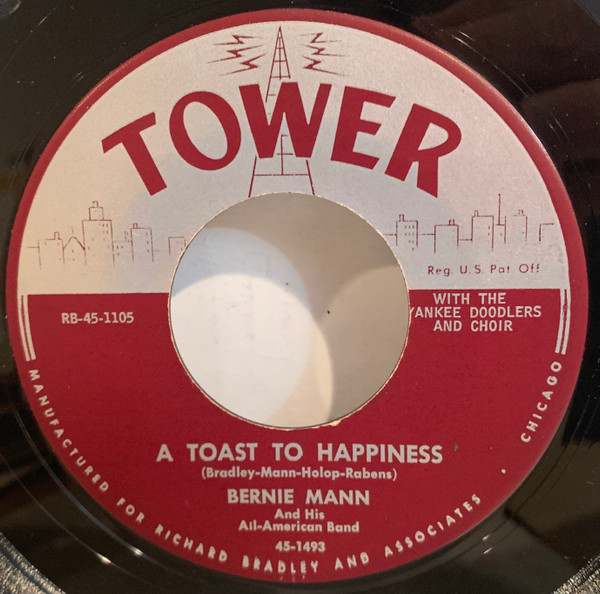 TOWER
Reg. U.S. Pat Off
RB-45-1105
WITH THE
YANKEE DOODLERS
AND CHOIR
A TOAST TO HAPPINESS
(Bradley-Mann-Holop-Rabens)
BERNIE MANN
And His
All-American Band
45-1493
MANUFACTURED FOR RICHARD BRADLEY AND ASSOCIATES · CHICAGO